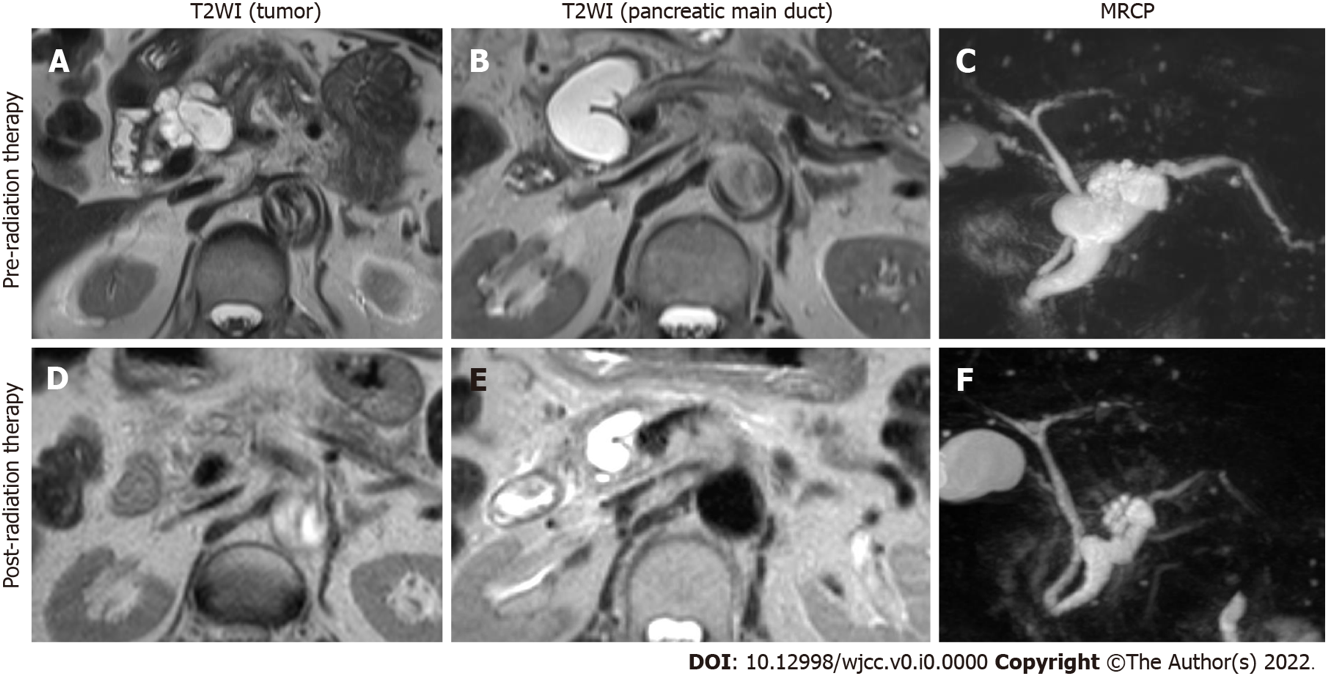 T2WI (tumor)
T2WI (pancreatic main duct)
MRCP
Pre-radiation therapy
A
B
C
Post-radiation therapy
D
E
F
DOI: 10.12998/wjcc.v0.i0.0000 Copyright ©The Author(s) 2022.